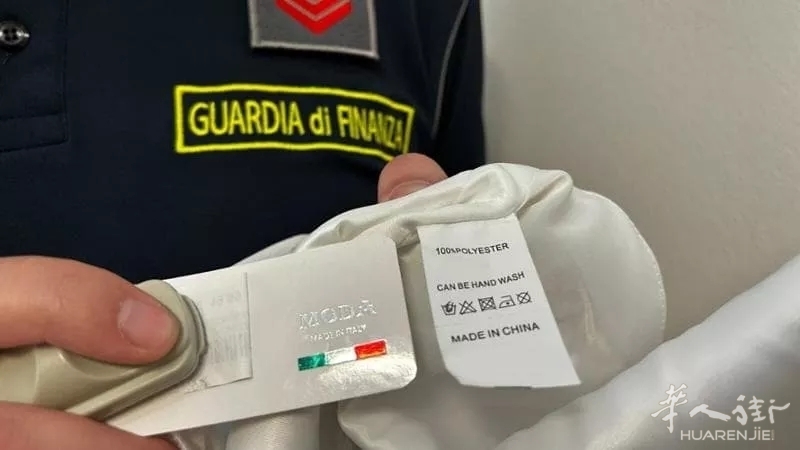 GUARDIA di FINANZA
MODA
MADE IN ITALY
100%POLYESTER
CAN BE HAND WASH
MADE IN CHINA
华人街
HUARENJIE